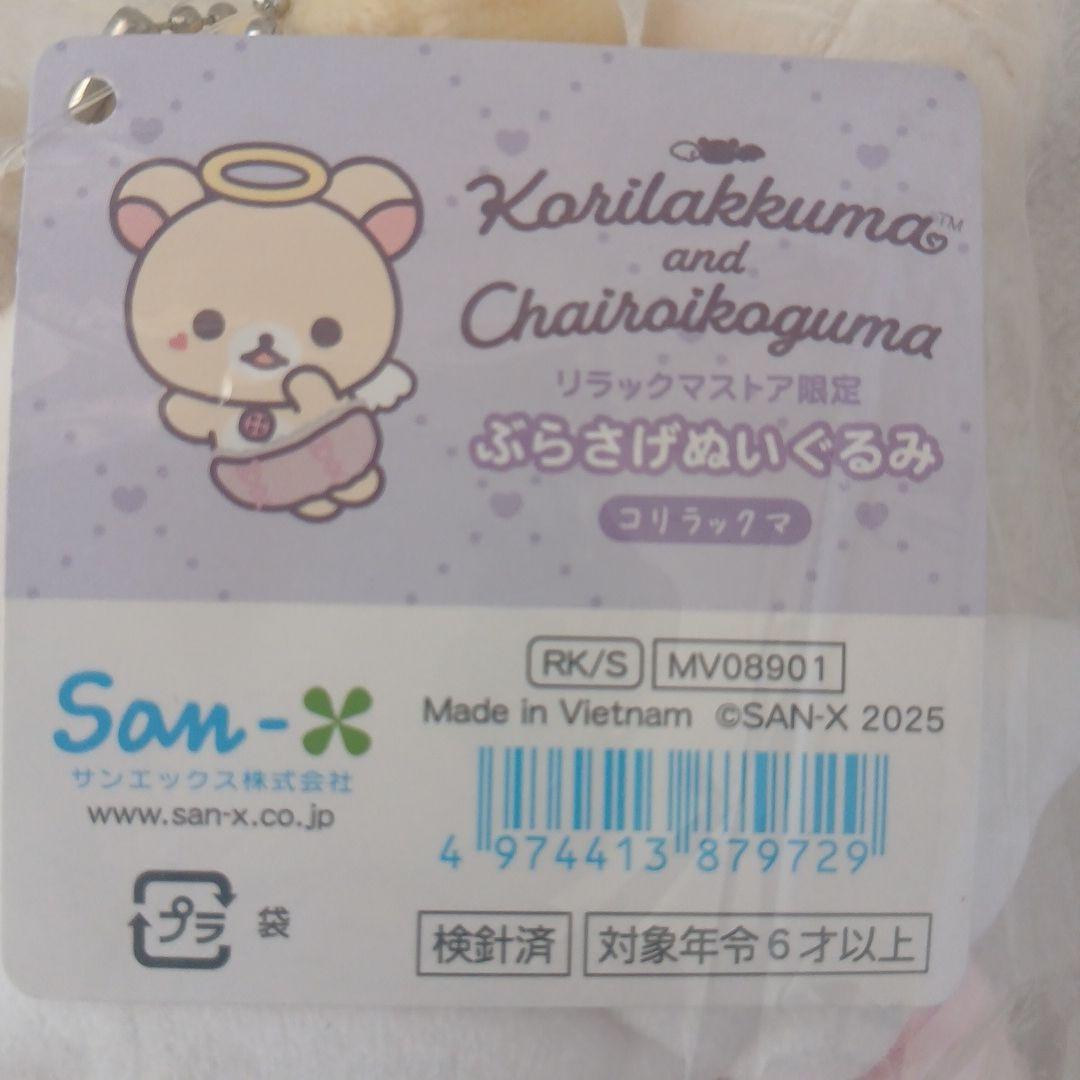 Korilakkuma™
and
Chairoikoguma
リラックマストア限定
ぶらさげぬいぐるみ
コリラックマ
RK/S MV08901
Made in Vietnam ©SAN-X 2025
San-X
サンエックス株式会社
www.san-x.co.jp
4 974413 879729
プラ 袋
検針済 対象年令6才以上